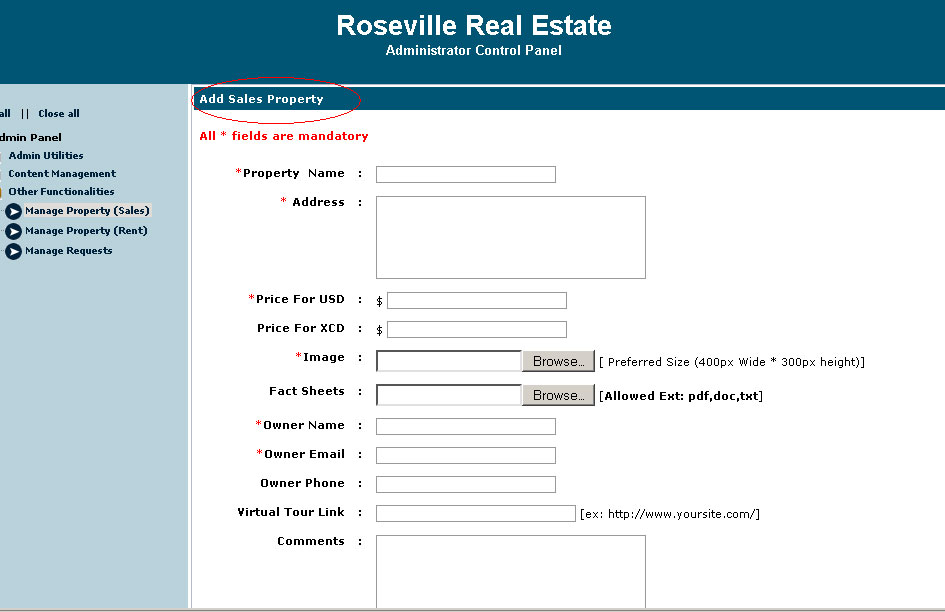 Roseville Real Estate
Administrator Control Panel
all || Close all
dmin Panel
Admin Utilities
Content Management
Other Functionalities
Manage Property (Sales)
Manage Property (Rent)
Manage Requests
Add Sales Property
All * fields are mandatory
*Property Name :
* Address :
*Price For USD : $
Price For XCD : $
*Image : Browse... [ Preferred Size (400px Wide * 300px height)]
Fact Sheets : Browse... [Allowed Ext: pdf,doc,txt]
*Owner Name :
*Owner Email :
Owner Phone :
Virtual Tour Link : [ex: http://www.yoursite.com/]
Comments :